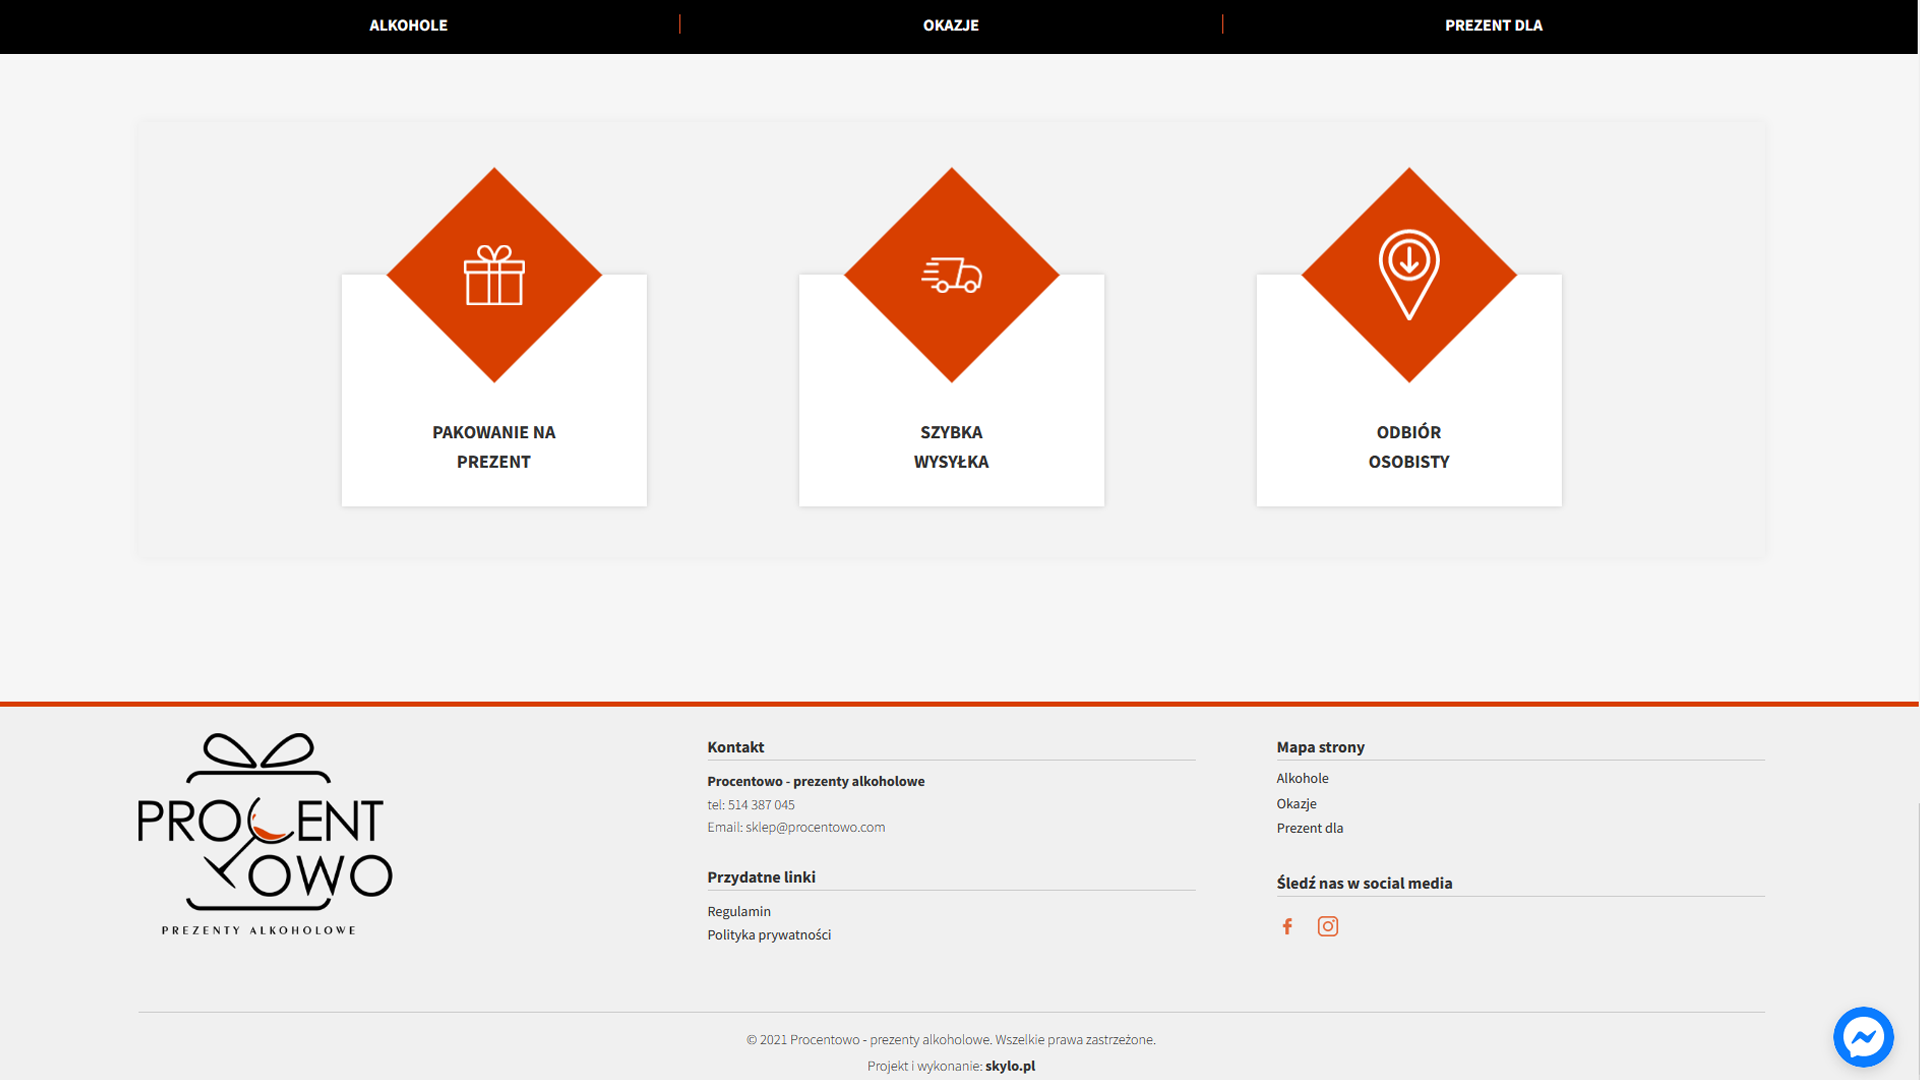 ALKOHOLE
OKAZJE
PREZENT DLA
PAKOWANIE NA
PREZENT
SZYBKA
WYSYŁKA
ODBIÓR
OSOBISTY
PROCENT
OWO
PREZENTY ALKOHOLOWE
Kontakt
Procentowo - prezenty alkoholowe
tel: 514 387 045
Email: sklep@procentowo.com
Przydatne linki
Regulamin
Polityka prywatności
Mapa strony
Alkohole
Okazje
Prezent dla
Śledź nas w social media
© 2021 Procentowo - prezenty alkoholowe. Wszelkie prawa zastrzeżone.
Projekt i wykonanie: skylo.pl